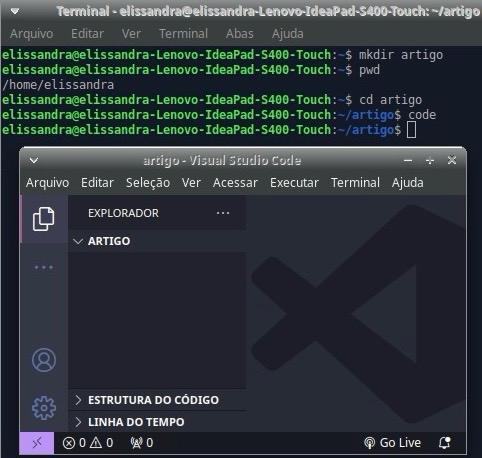 Terminal - elissandra@elissandra-Lenovo-IdeaPad-S400-Touch: ~/artigo
Arquivo Editar Ver Terminal Abas Ajuda
elissandra@elissandra-Lenovo-IdeaPad-S400-Touch:~$ mkdir artigo
elissandra@elissandra-Lenovo-IdeaPad-S400-Touch:~$ pwd
/home/elissandra
elissandra@elissandra-Lenovo-IdeaPad-S400-Touch:~$ cd artigo
elissandra@elissandra-Lenovo-IdeaPad-S400-Touch:~/artigo$ code
elissandra@elissandra-Lenovo-IdeaPad-S400-Touch:~/artigo$
artigo - Visual Studio Code
Arquivo Editar Seleção Ver Acessar Executar Terminal Ajuda
EXPLORADOR ···
ARTIGO
ESTRUTURA DO CÓDIGO
LINHA DO TEMPO
0 0 0 Go Live